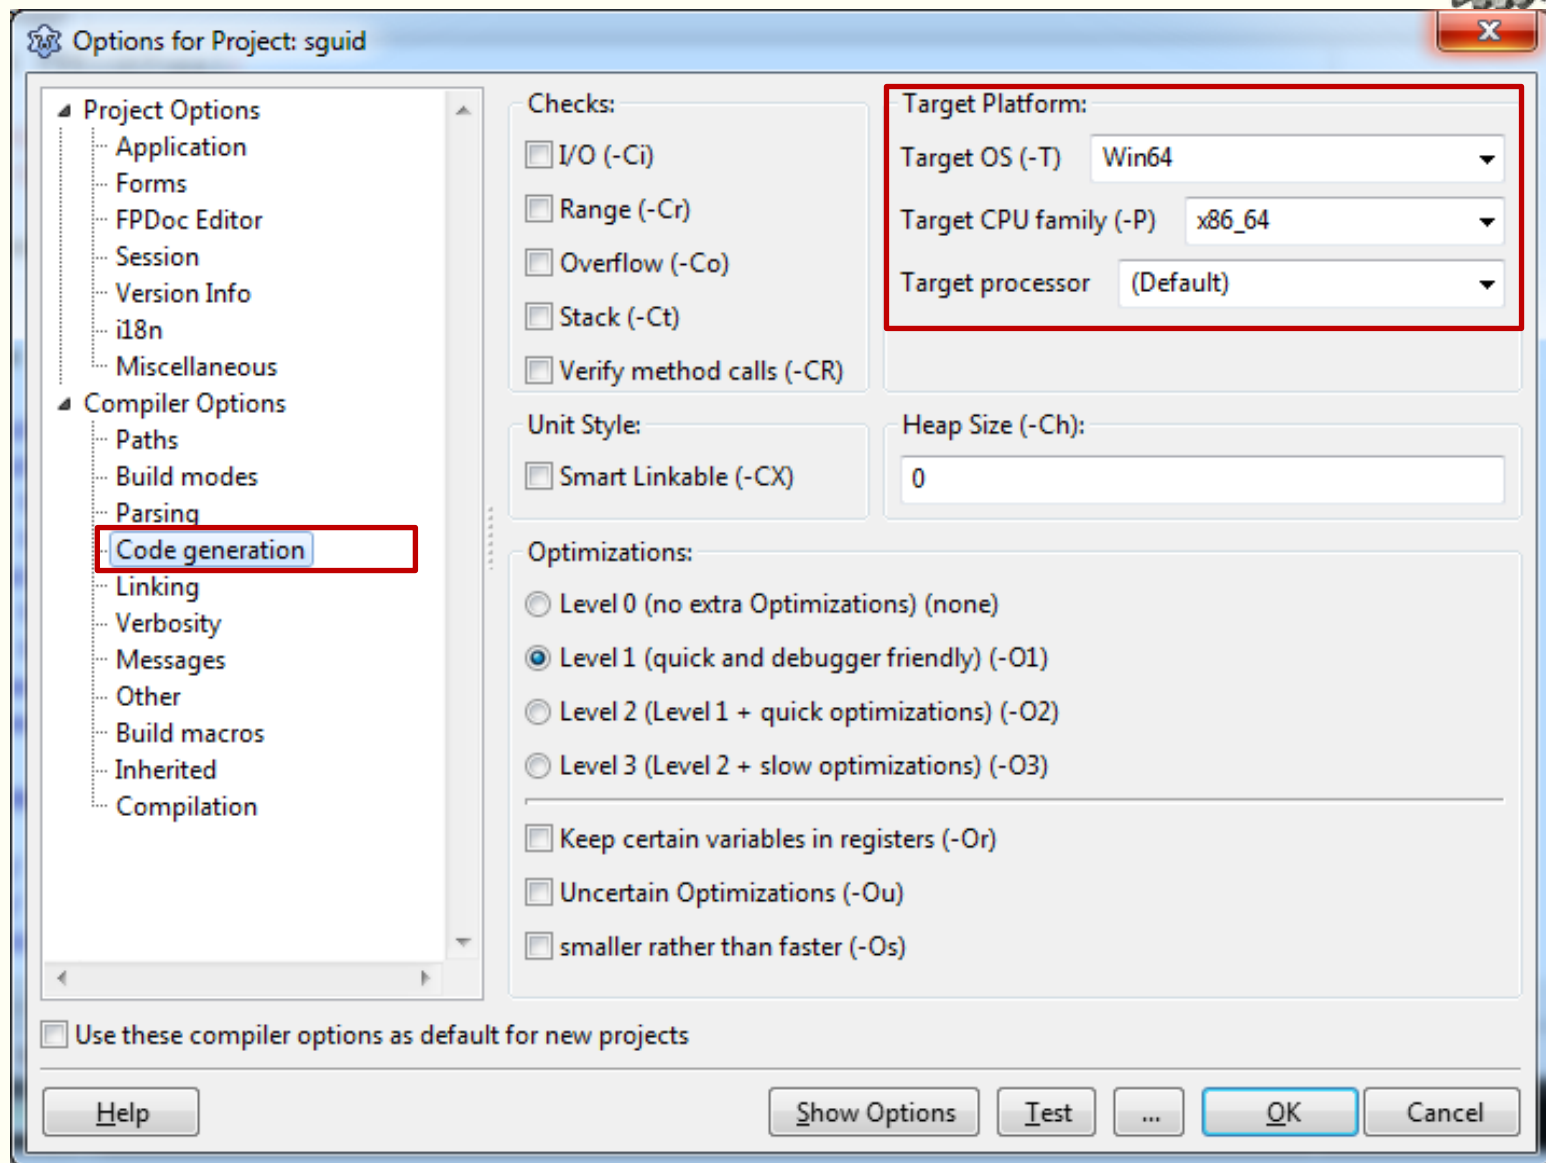 Options for Project: sguid
x
Project Options
Application
Forms
FPDoc Editor
Session
Version Info
i18n
Miscellaneous
Compiler Options
Paths
Build modes
Parsing
Code generation
Linking
Verbosity
Messages
Other
Build macros
Inherited
Compilation
Checks:
I/O (-Ci)
Range (-Cr)
Overflow (-Co)
Stack (-Ct)
Verify method calls (-CR)
Target Platform:
Target OS (-T) Win64
Target CPU family (-P) x86_64
Target processor (Default)
Unit Style:
Smart Linkable (-CX)
Heap Size (-Ch):
0
Optimizations:
Level 0 (no extra Optimizations) (none)
Level 1 (quick and debugger friendly) (-O1)
Level 2 (Level 1 + quick optimizations) (-O2)
Level 3 (Level 2 + slow optimizations) (-O3)
Keep certain variables in registers (-Or)
Uncertain Optimizations (-Ou)
smaller rather than faster (-Os)
Use these compiler options as default for new projects
Help Show Options Test ... OK Cancel